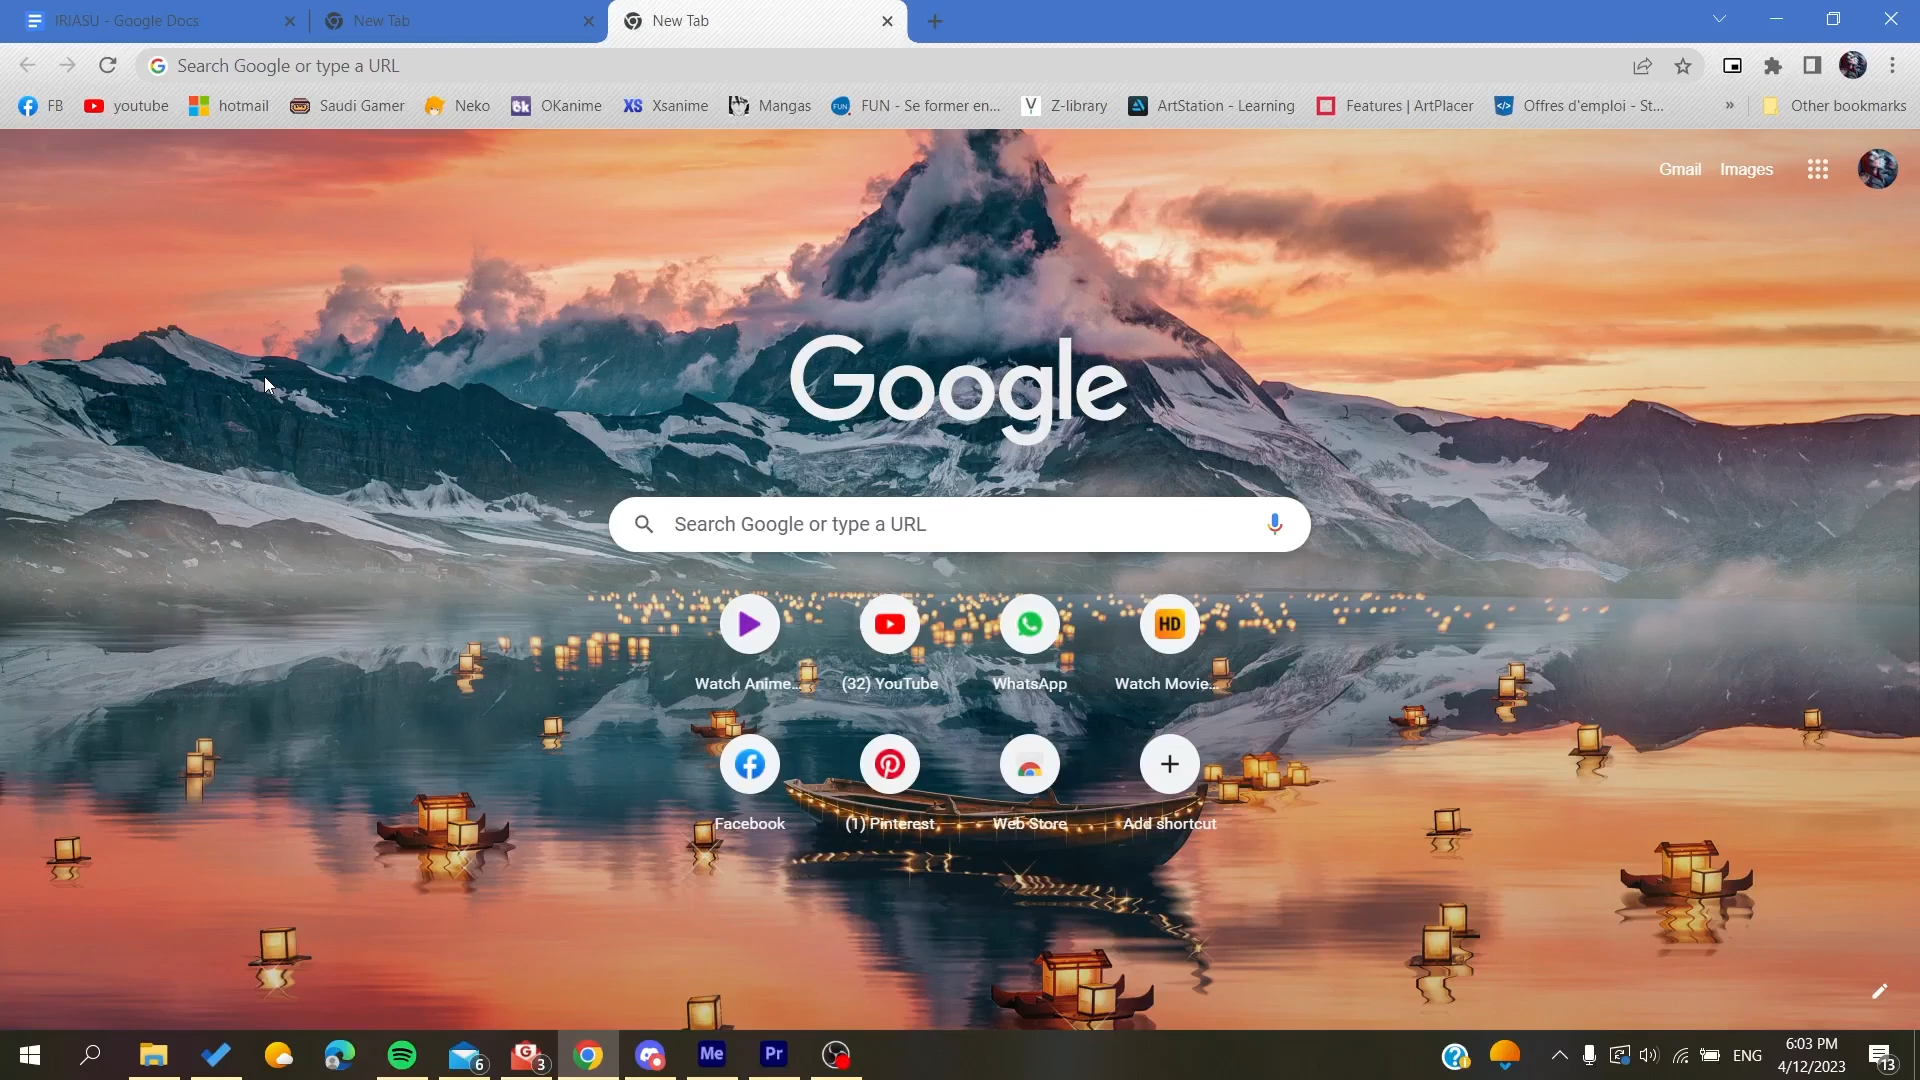 IRIASU - Google Docs
New Tab
New Tab
Search Google or type a URL
FB
youtube
hotmail
Saudi Gamer
Neko
OKanime
XS Xsanime
Mangas
FUN FUN - Se former en...
Z-library
ArtStation - Learning
Features | ArtPlacer
Offres d'emploi - St...
»
Other bookmarks
Gmail Images
Google
Search Google or type a URL
HD
Watch Anime...
(32) YouTube
WhatsApp
Watch Movie...
Facebook
(1) Pinterest
Web Store
Add shortcut
6
3
Me
Pr
ENG
6:03 PM
4/12/2023
13